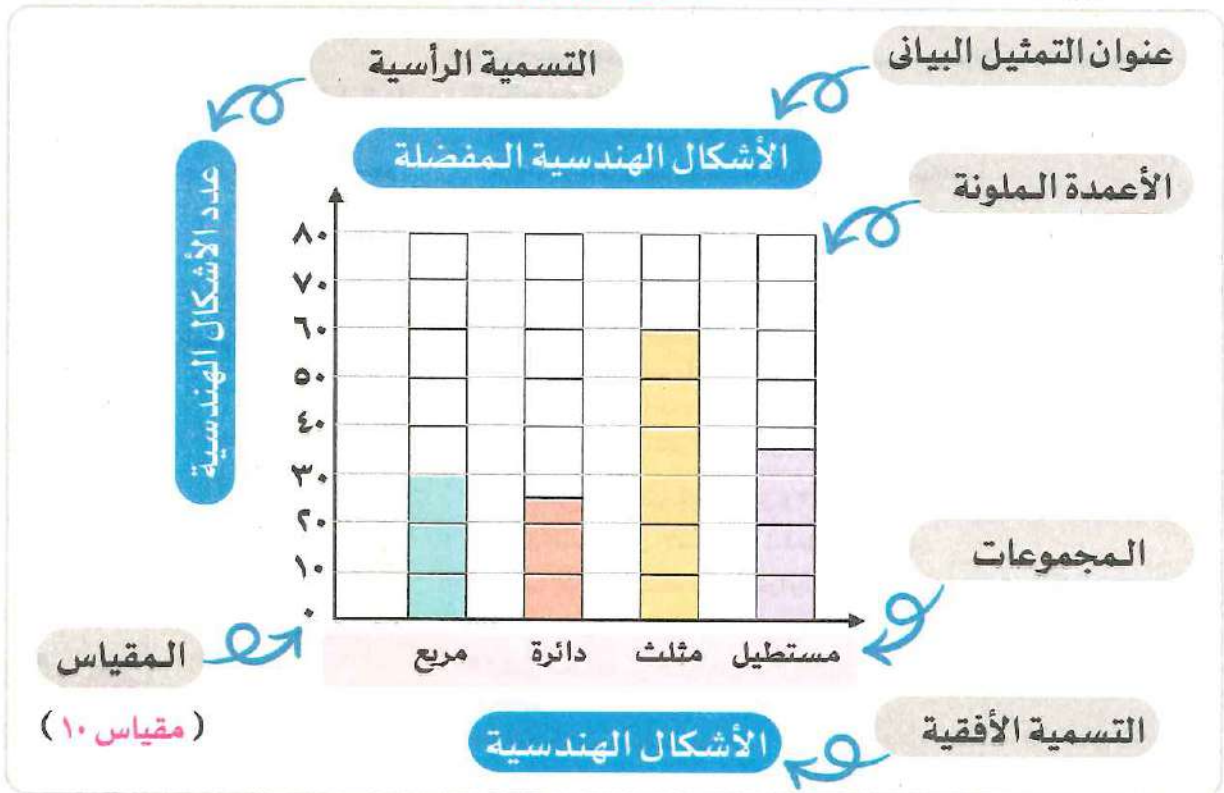 عنوان التمثيل البيانى
التسمية الرأسية
الأشكال الهندسية المفضلة
الأعمدة الملونة
عدد الأشكال الهندسية
٨٠
٧٠
٦٠
٥٠
٤٠
٣٠
٢٠
١٠
٠
المجموعات
مربع دائرة مثلث مستطيل
المقياس
(مقياس ١٠)
التسمية الأفقية
الأشكال الهندسية